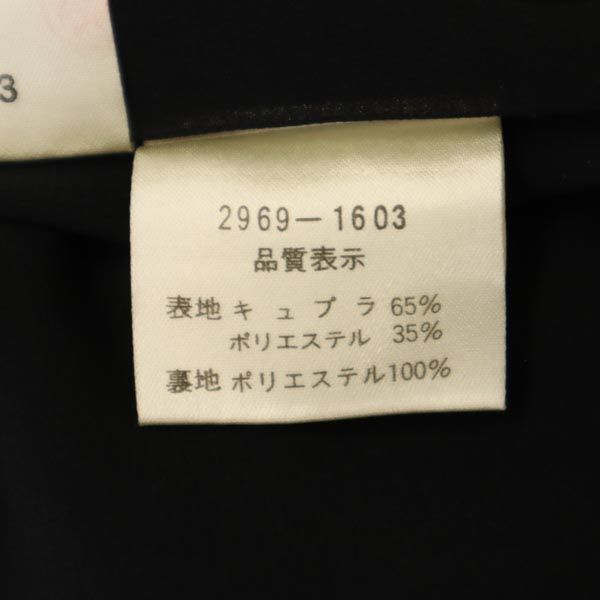 3
2969-1603
品質表示
表地 キュプラ 65%
ポリエステル 35%
裏地 ポリエステル100%